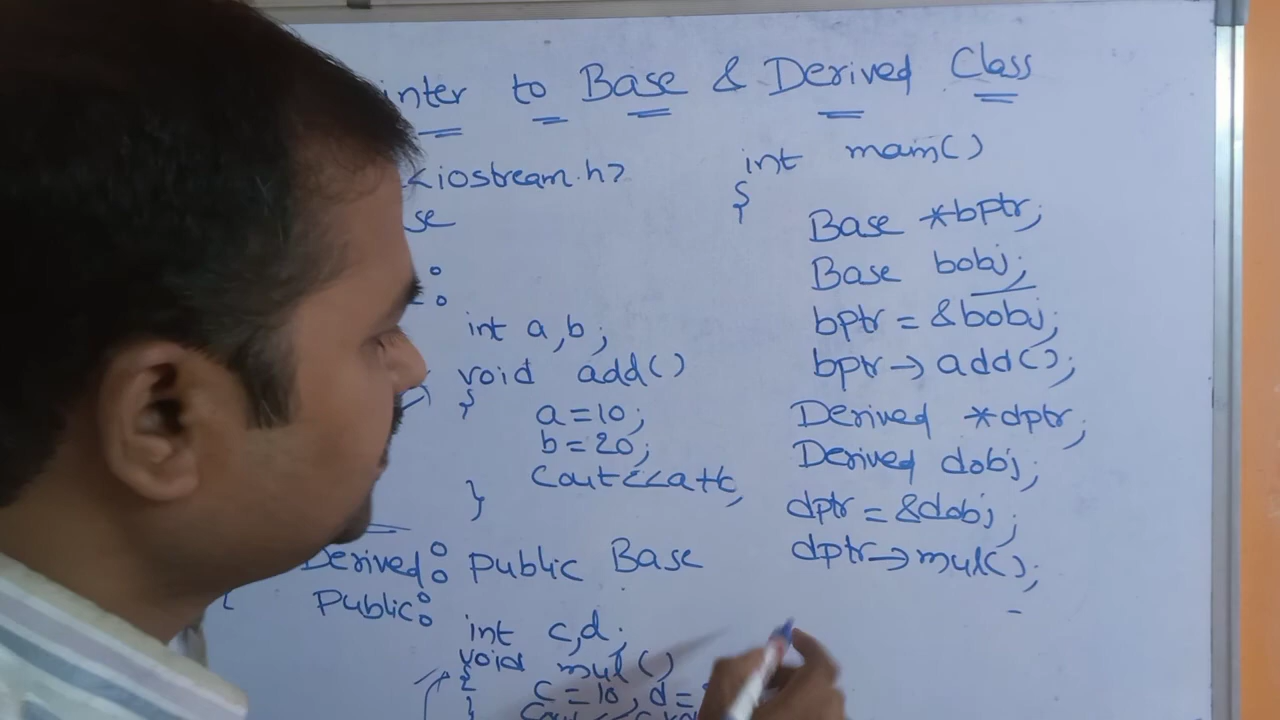 inter to Base & Derived Class
<iostream.h>
se
:
:
int a,b;
void add()
{
a=10;
b=20;
}
Derived: Public Base
{ Public:
int c,d;
void mul()
{
c=10, d=
}
int main()
{
Base *bptr;
Base bobj;
bptr = &bobj;
bptr→add();
Derived *dptr;
Derived dobj;
dptr = &dobj;
dptr→mul();